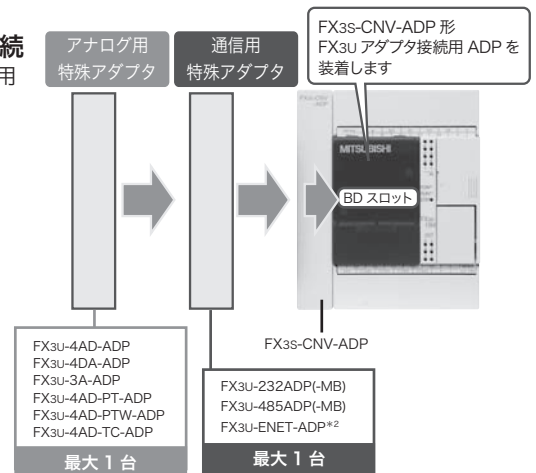 続
用
アナログ用
特殊アダプタ
通信用
特殊アダプタ
FX3S-CNV-ADP 形
FX3U アダプタ接続用 ADP を
装着します
FX3S-CNV
-ADP
MITSUBISHI
BD スロット
FX3S-CNV-ADP
FX3U-4AD-ADP
FX3U-4DA-ADP
FX3U-3A-ADP
FX3U-4AD-PT-ADP
FX3U-4AD-PTW-ADP
FX3U-4AD-TC-ADP
最大 1 台
FX3U-232ADP(-MB)
FX3U-485ADP(-MB)
FX3U-ENET-ADP*2
最大 1 台